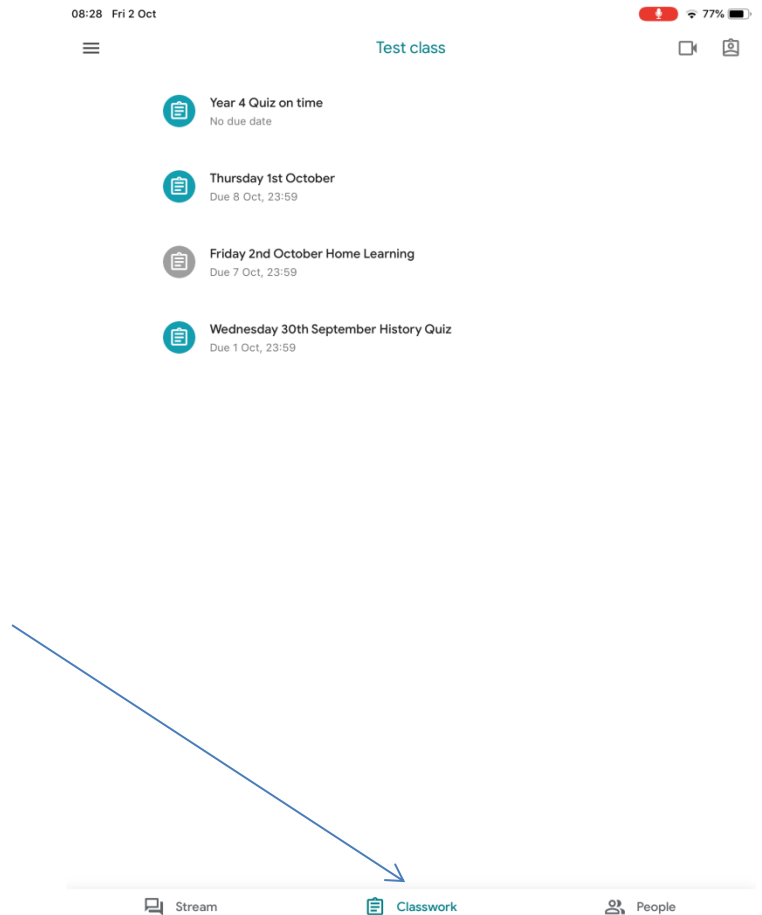 08:28 Fri 2 Oct 77%
Test class
Year 4 Quiz on time
No due date
Thursday 1st October
Due 8 Oct, 23:59
Friday 2nd October Home Learning
Due 7 Oct, 23:59
Wednesday 30th September History Quiz
Due 1 Oct, 23:59
Stream Classwork People